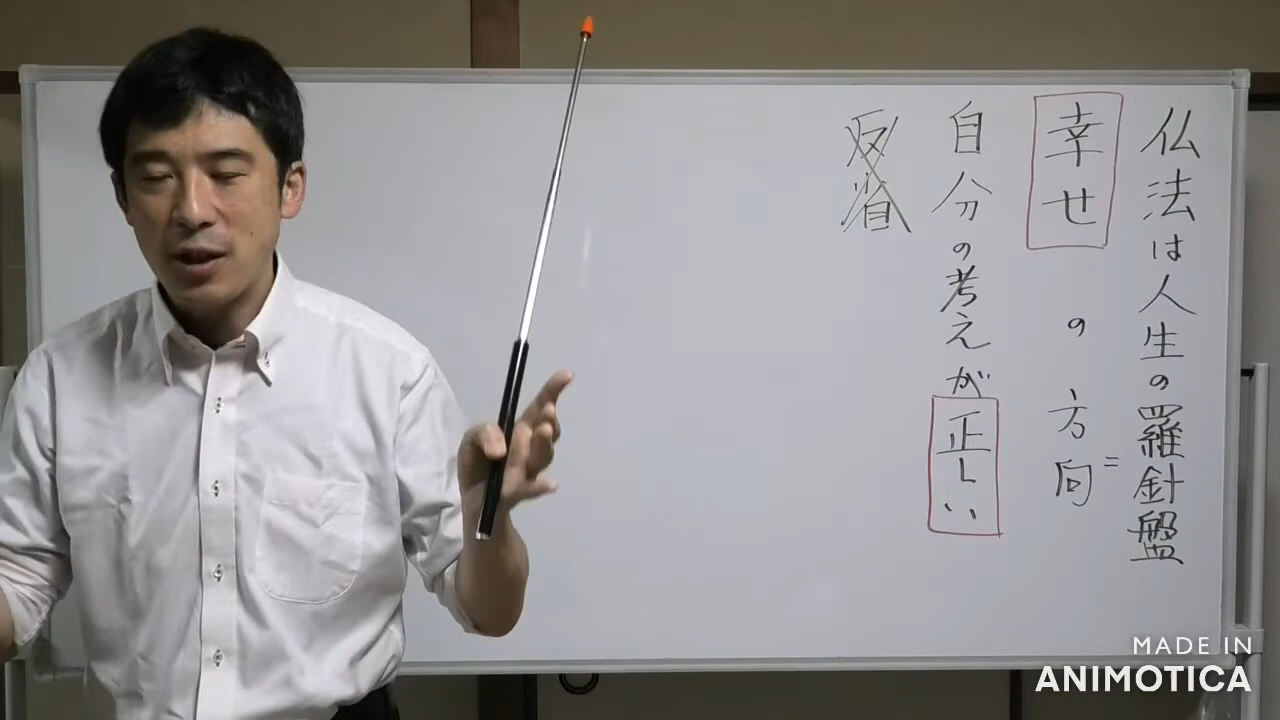 仏法は人生の羅針盤
=
幸せの方向
自分の考えが正しい
反省
MADE IN
ANIMOTICA